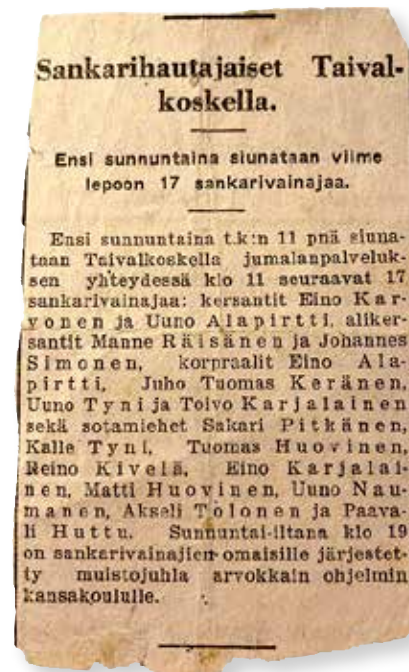 Sankarihautajaiset Taival-
koskella.
Ensi sunnuntaina siunataan viime
lepoon 17 sankarivainajaa.
Ensi sunnuntaina t.k:n 11 pnä siuna-
taan Taivalkoskella jumalanpalveluk-
sen yhteydessä klo 11 seuraavat 17
sankarivainajaa: kersantit Eino Kar-
vonen ja Uuno Alapirtti, aliker-
santit Manne Räisänen ja Johannes
Simonen, korpraalit Eino Ala-
pirtti, Juho Tuomas Keränen,
Uuno Tyni ja Toivo Karjalainen
sekä sotamiehet Sakari Pitkänen,
Kalle Tyni, Tuomas Huovinen,
Reino Kivelä, Eino Karjalai-
nen, Matti Huovinen, Uuno Nau-
manen, Akseli Tolonen ja Paava-
li Huttu. Sunnuntai-iltana klo 19
on sankarivainajien omaisille järjestet-
ty muistojuhla arvokkain ohjelmin
kansakoululle.